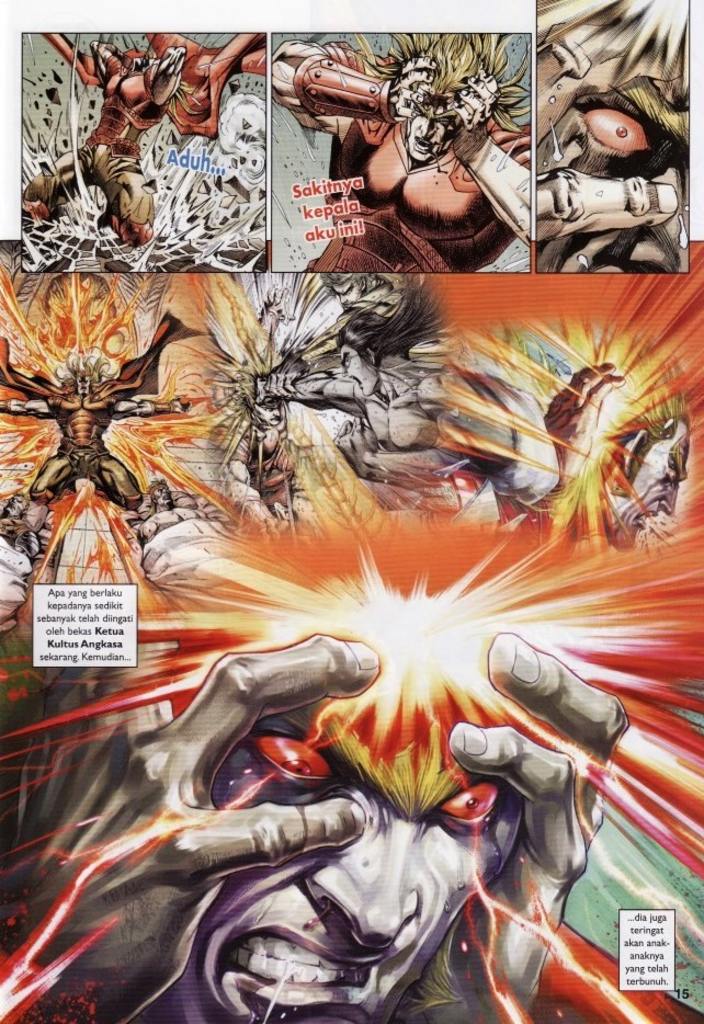 Aduh...
Sakitnya
kepala
aku ini!
Apa yang berlaku
kepadanya sedikit
sebanyak telah diingati
oleh bekas Ketua
Kultus Angkasa
sekarang. Kemudian...
...dia juga
teringat
akan anak-
anaknya
yang telah
terbunuh.
15